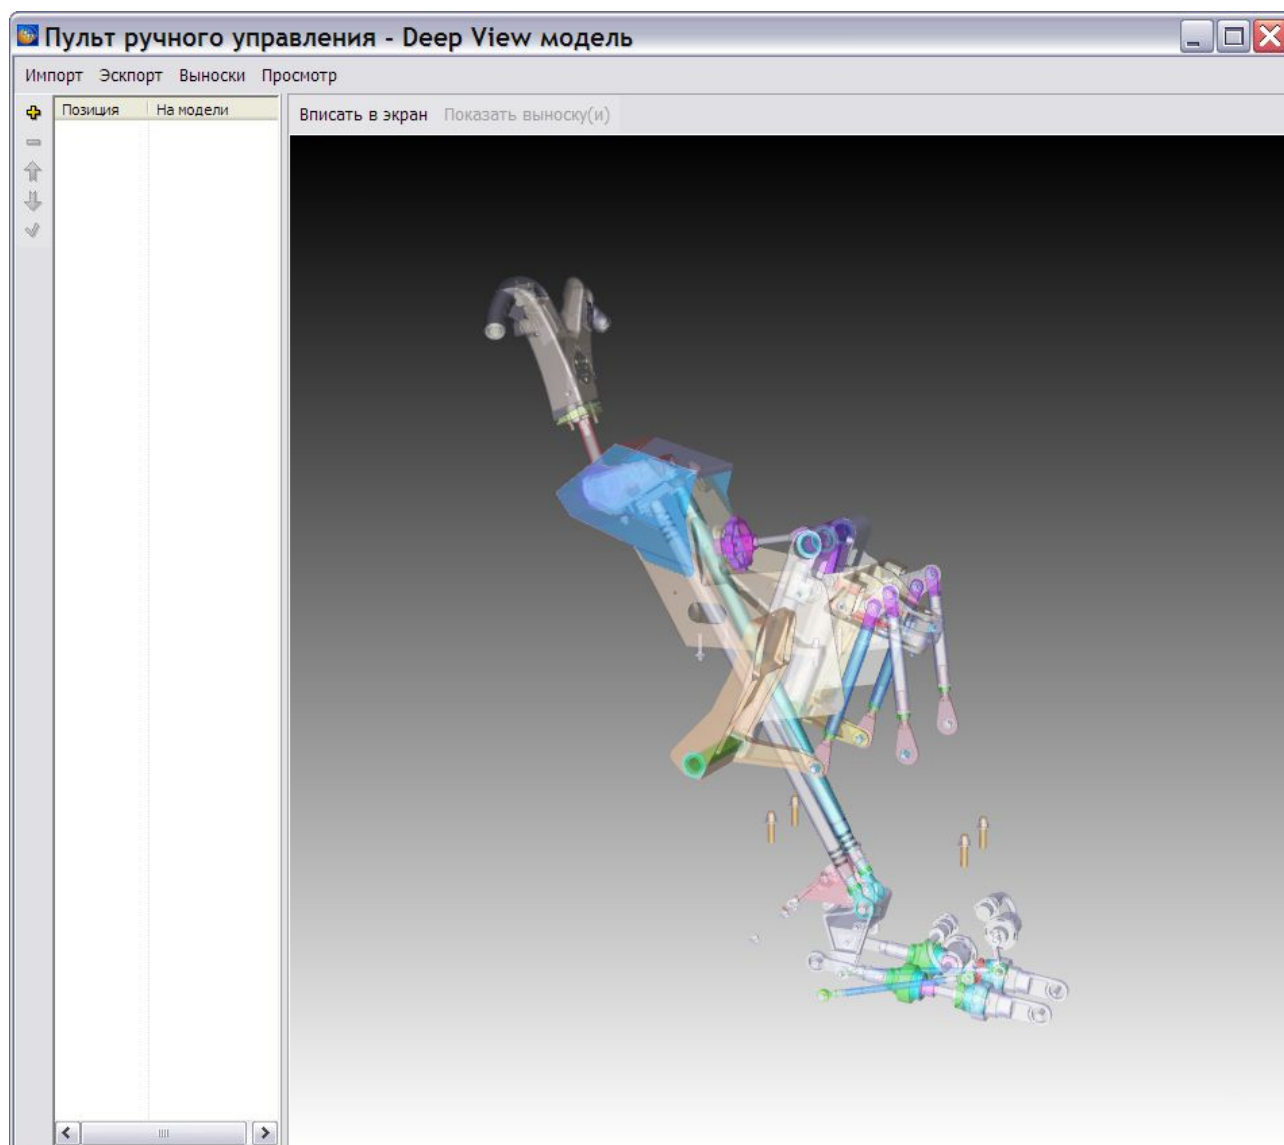 Пульт ручного управления - Deep View модель
Импорт Эскпорт Выноски Просмотр
Позиция На модели
Вписать в экран Показать выноску(и)